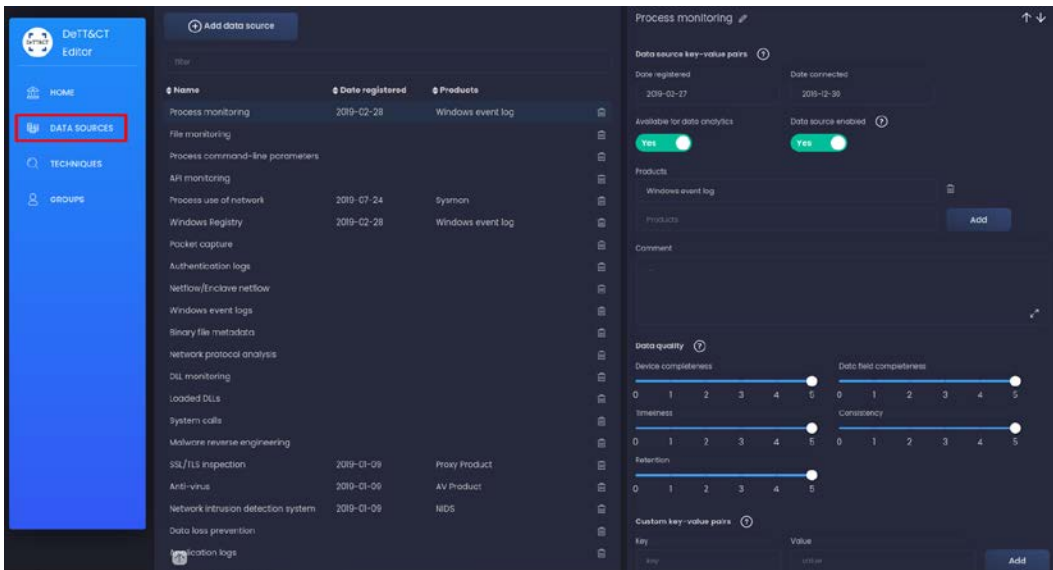 DeTT&CT
Editor
HOME
DATA SOURCES
TECHNIQUES
GROUPS
Add data source
filter
Name Date registered Products
Process monitoring 2019-02-28 Windows event log
File monitoring
Process command-line parameters
API monitoring
Process use of network 2019-07-24 Sysmon
Windows Registry 2019-02-28 Windows event log
Packet capture
Authentication logs
Netflow/Enclave netflow
Windows event logs
Binary file metadata
Network protocol analysis
DLL monitoring
Loaded DLLs
System calls
Malware reverse engineering
SSL/TLS inspection 2019-01-09 Proxy Product
Anti-virus 2019-01-09 AV Product
Network intrusion detection system 2019-01-09 NIDS
Data loss prevention
Application logs
Process monitoring
Data source key-value pairs ?
Date registered Date connected
2019-02-27 2018-12-30
Available for data analytics Data source enabled ?
Yes Yes
Products
Windows event log
Products Add
Comment
Data quality ?
Device completeness Data field completeness
0 1 2 3 4 5 0 1 2 3 4 5
Timeliness Consistency
0 1 2 3 4 5 0 1 2 3 4 5
Retention
0 1 2 3 4 5
Custom key-value pairs ?
Key Value
key value Add